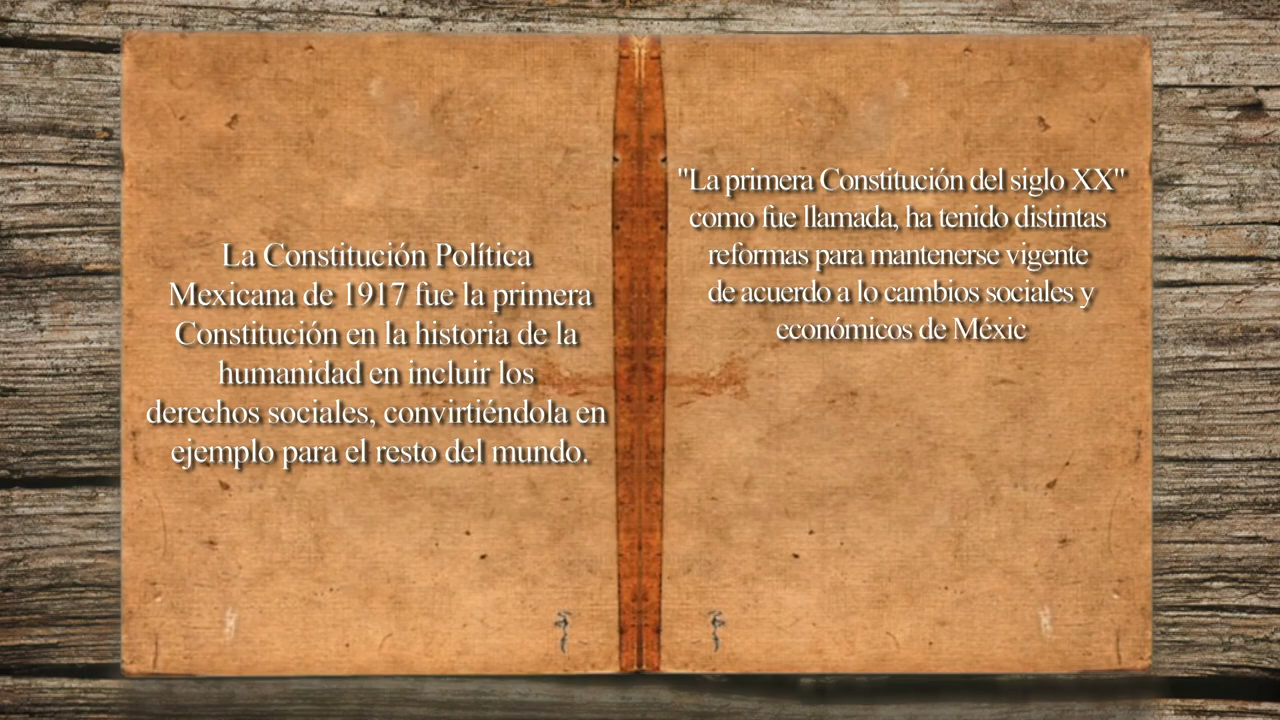 La Constitución Política
Mexicana de 1917 fue la primera
Constitución en la historia de la
humanidad en incluir los
derechos sociales, convirtiéndola en
ejemplo para el resto del mundo.
"La primera Constitución del siglo XX"
como fue llamada, ha tenido distintas
reformas para mantenerse vigente
de acuerdo a lo cambios sociales y
económicos de Méxic